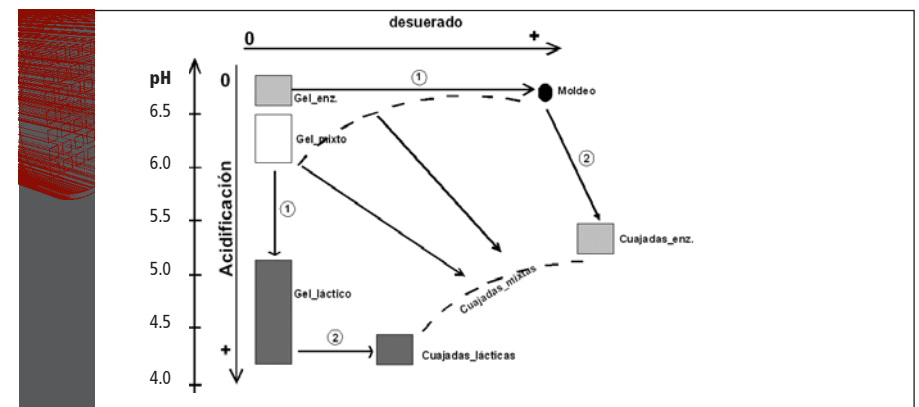 desuerado
0 +
pH
0
1
Moldeo
Gel_enz.
6.5
Gel_mixto
2
6.0
1
Acidificación
5.5
Cuajadas_enz.
5.0
Cuajadas_mixtas
Gel_láctico
4.5
2
Cuajadas_lácticas
+
4.0